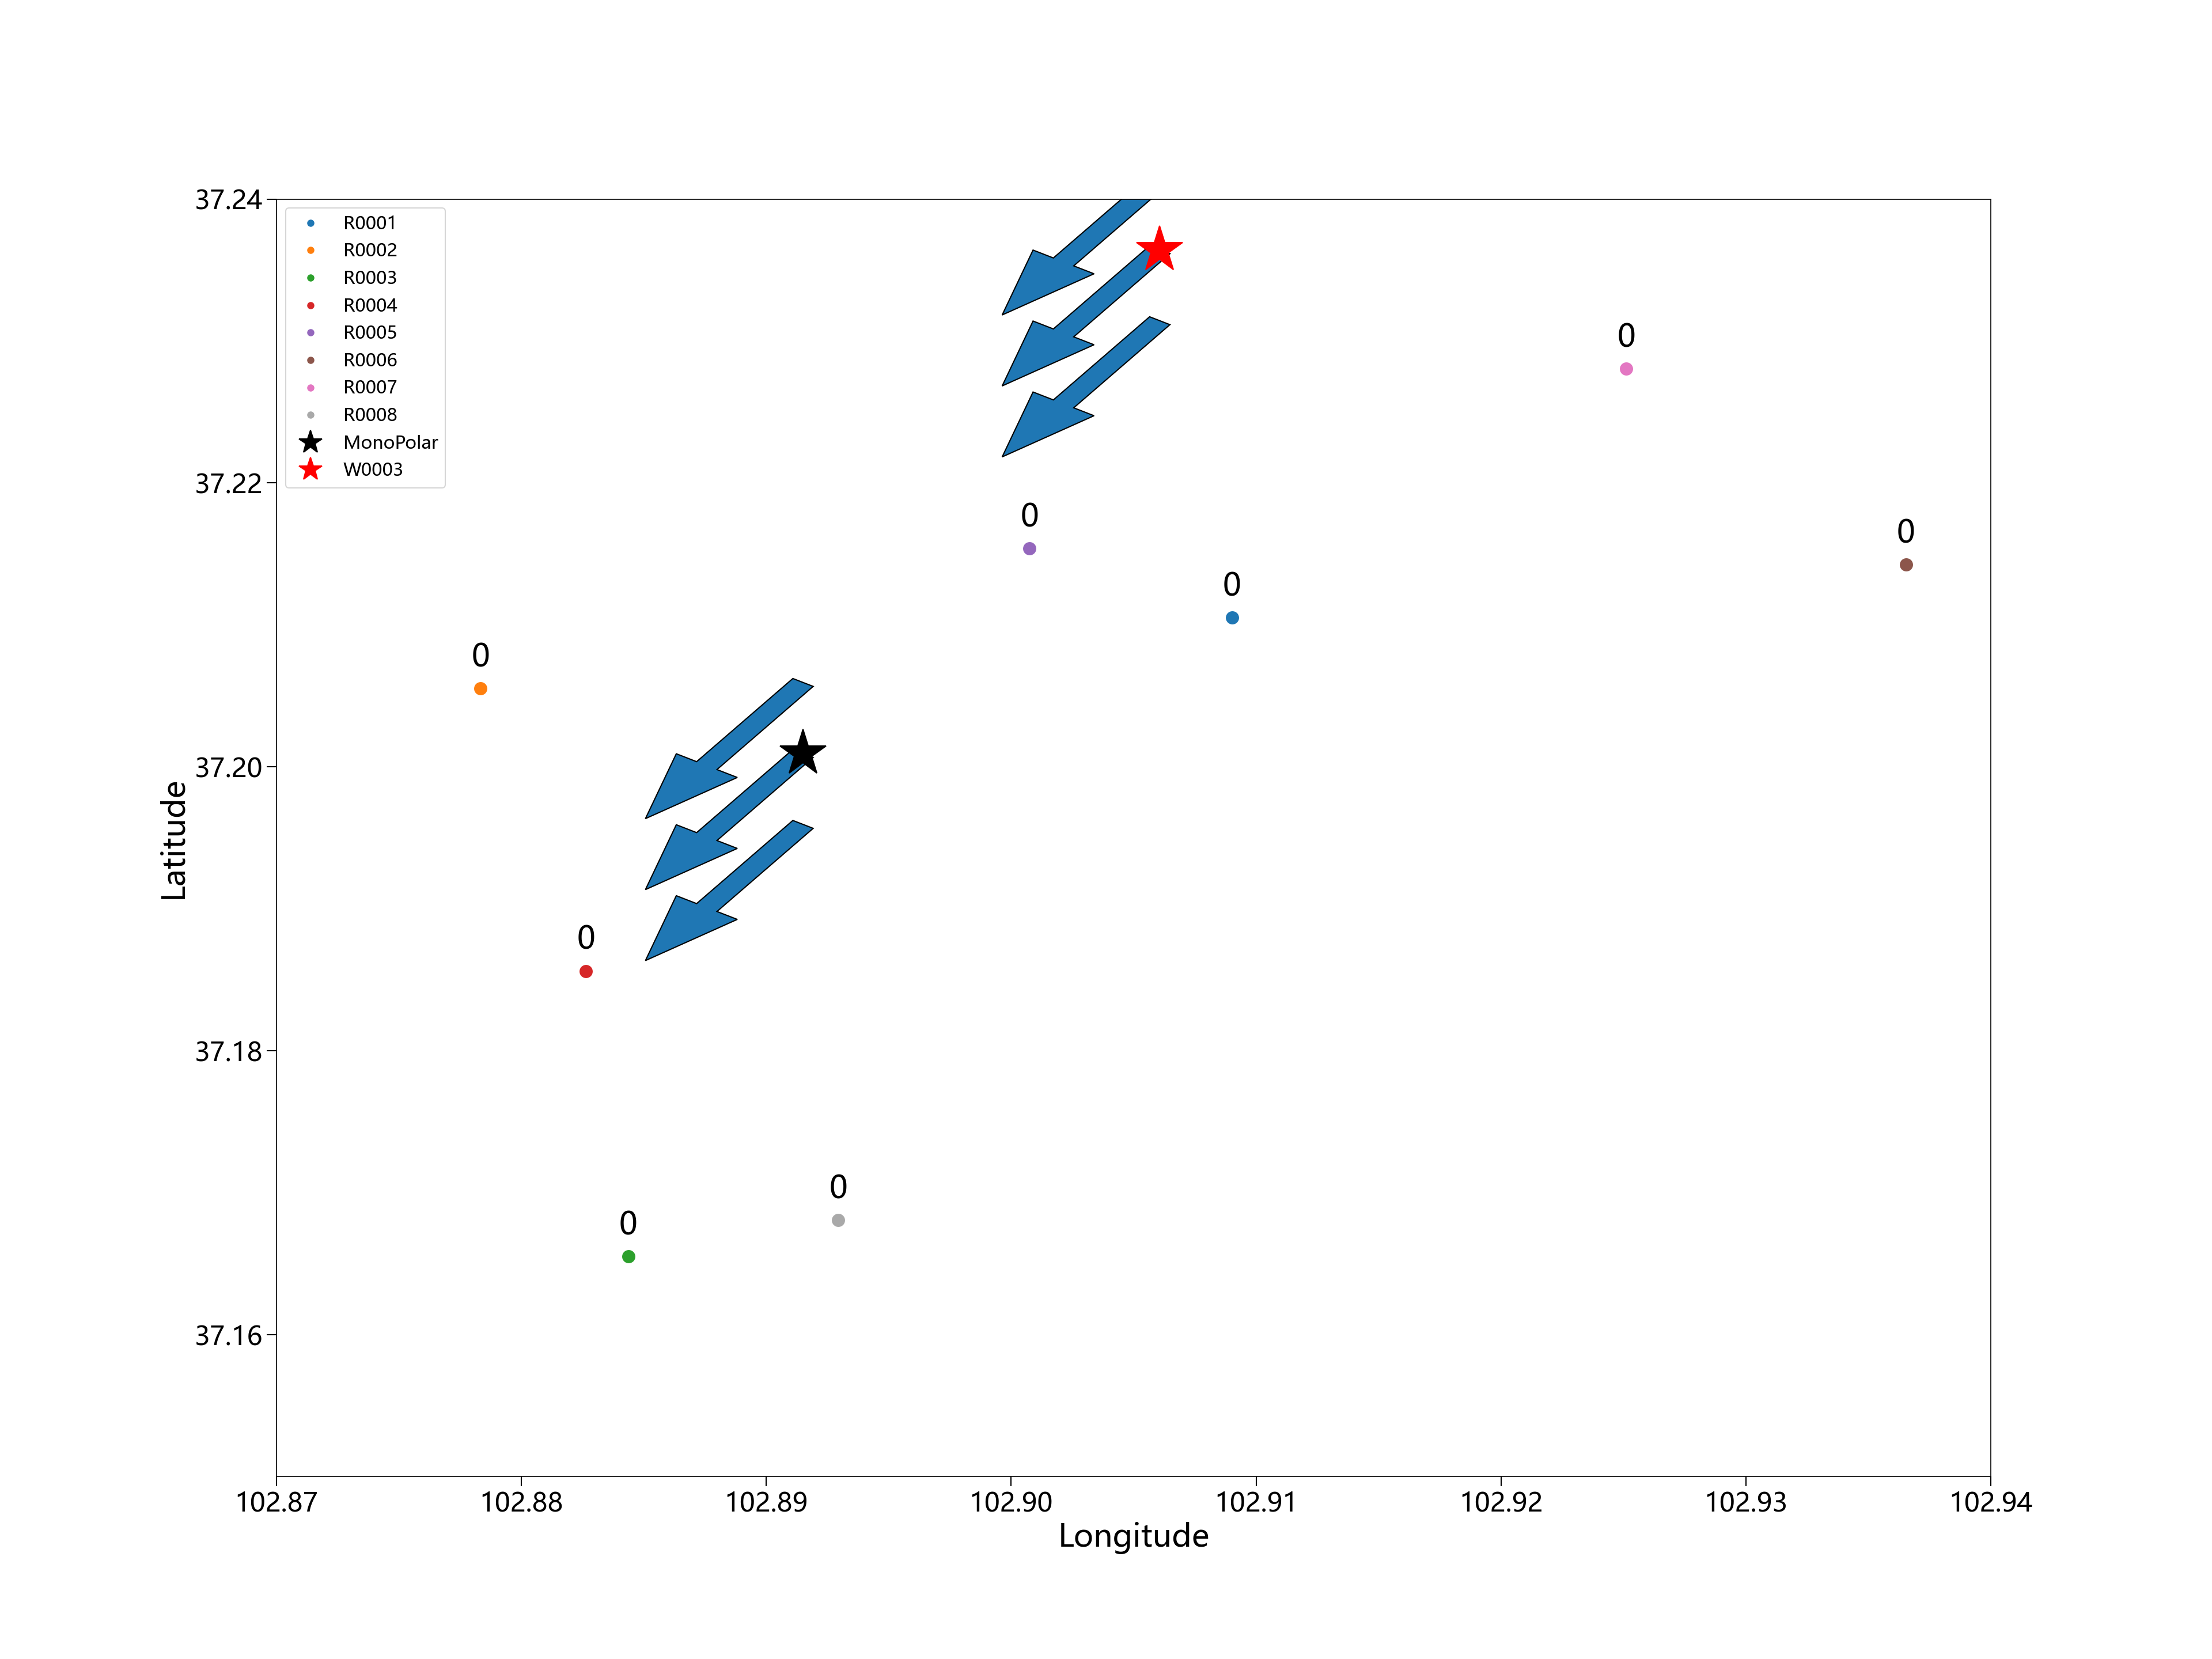 37.24
37.22
37.20
37.18
37.16
Latitude
R0001
R0002
R0003
R0004
R0005
R0006
R0007
R0008
MonoPolar
W0003
0
0
0
0
0
0
0
0
102.87 102.88 102.89 102.90 102.91 102.92 102.93 102.94
Longitude